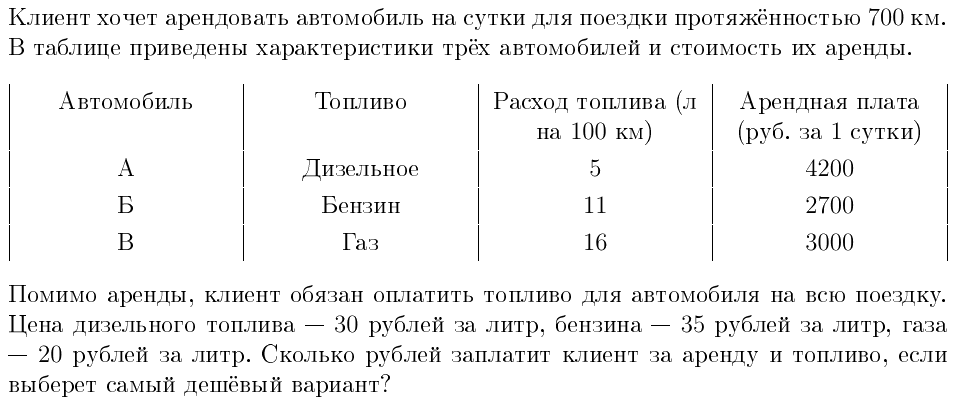 Клиент хочет арендовать автомобиль на сутки для поездки протяжённостью 700 км.
В таблице приведены характеристики трёх автомобилей и стоимость их аренды.
Автомобиль Топливо Расход топлива (л на 100 км) Арендная плата (руб. за 1 сутки)
А Дизельное 5 4200
Б Бензин 11 2700
В Газ 16 3000
Помимо аренды, клиент обязан оплатить топливо для автомобиля на всю поездку.
Цена дизельного топлива — 30 рублей за литр, бензина — 35 рублей за литр, газа
— 20 рублей за литр. Сколько рублей заплатит клиент за аренду и топливо, если
выберет самый дешёвый вариант?